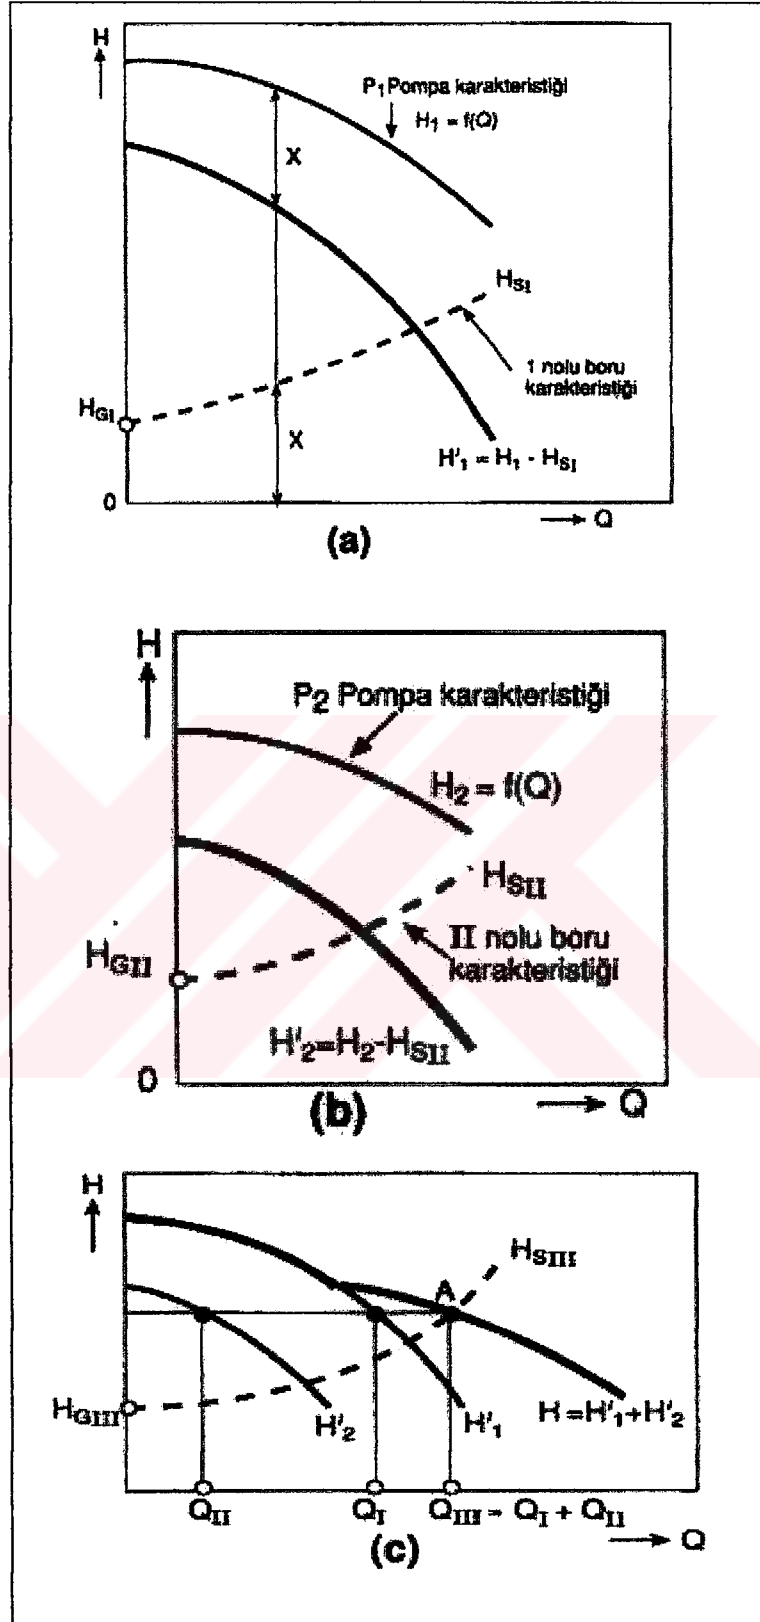 H
P₁ Pompa karakteristiği
H₁ = f(Q)
X
H_SI
1 nolu boru
karakteristiği
H_GI
X
H'₁ = H₁ - H_SI
0
Q
(a)
H
P₂ Pompa karakteristiği
H₂ = f(Q)
H_SII
II nolu boru
karakteristiği
H_GII
H'₂=H₂-H_SII
0
Q
(b)
H
H_SIII
A
H_GIII
H'₂
H'₁
H=H'₁+H'₂
Q_II
Q_I
Q_III = Q_I + Q_II
Q
(c)